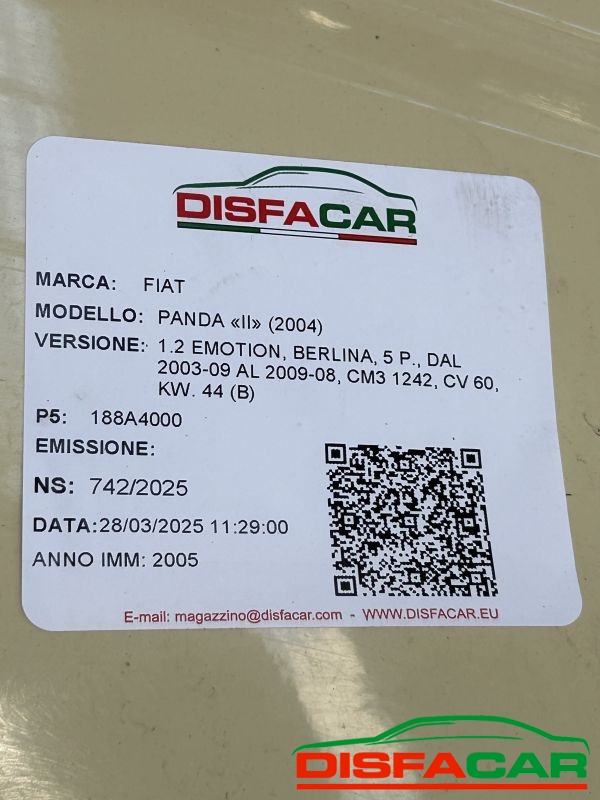 DISFACAR
MARCA: FIAT
MODELLO: PANDA «II» (2004)
VERSIONE: 1.2 EMOTION, BERLINA, 5 P., DAL
2003-09 AL 2009-08, CM3 1242, CV 60,
KW. 44 (B)
P5: 188A4000
EMISSIONE:
NS: 742/2025
DATA:28/03/2025 11:29:00
ANNO IMM: 2005
E-mail: magazzino@disfacar.com - WWW.DISFACAR.EU
DISFACAR